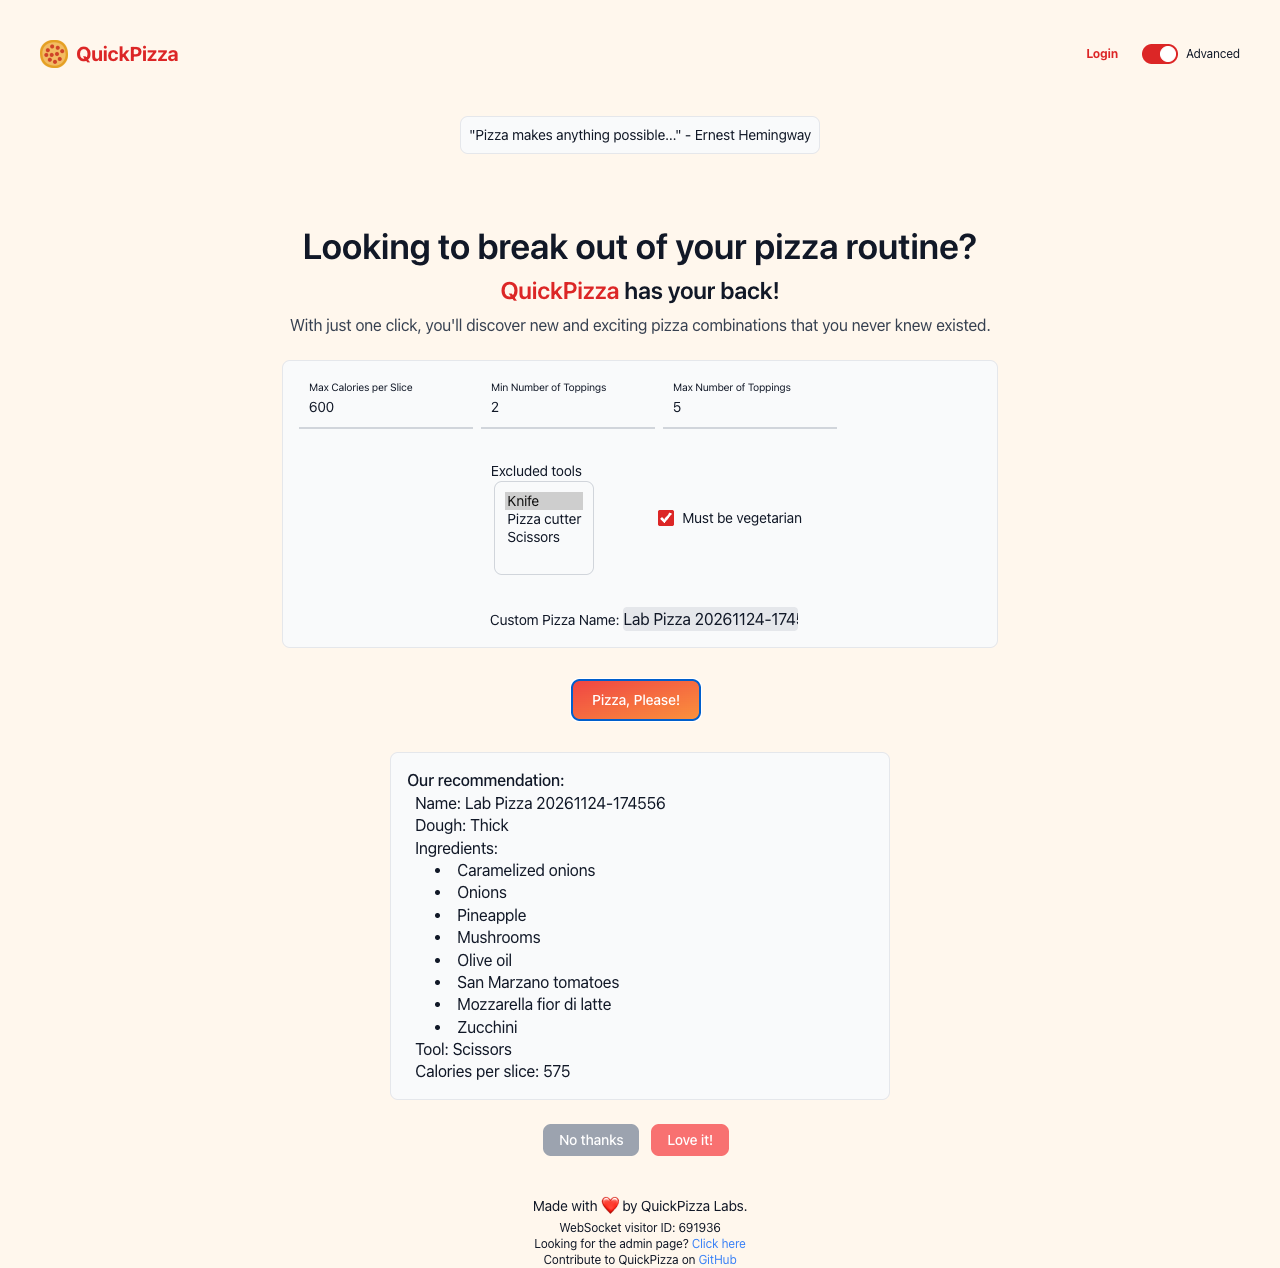 QuickPizza
Login
Advanced
"Pizza makes anything possible..." - Ernest Hemingway
Looking to break out of your pizza routine?
QuickPizza has your back!
With just one click, you'll discover new and exciting pizza combinations that you never knew existed.
Max Calories per Slice
600
Min Number of Toppings
2
Max Number of Toppings
5
Excluded tools
Knife
Pizza cutter
Scissors
Must be vegetarian
Custom Pizza Name: Lab Pizza 20261124-174
Pizza, Please!
Our recommendation:
Name: Lab Pizza 20261124-174556
Dough: Thick
Ingredients:
• Caramelized onions
• Onions
• Pineapple
• Mushrooms
• Olive oil
• San Marzano tomatoes
• Mozzarella fior di latte
• Zucchini
Tool: Scissors
Calories per slice: 575
No thanks
Love it!
Made with ❤️ by QuickPizza Labs.
WebSocket visitor ID: 691936
Looking for the admin page? Click here
Contribute to QuickPizza on GitHub